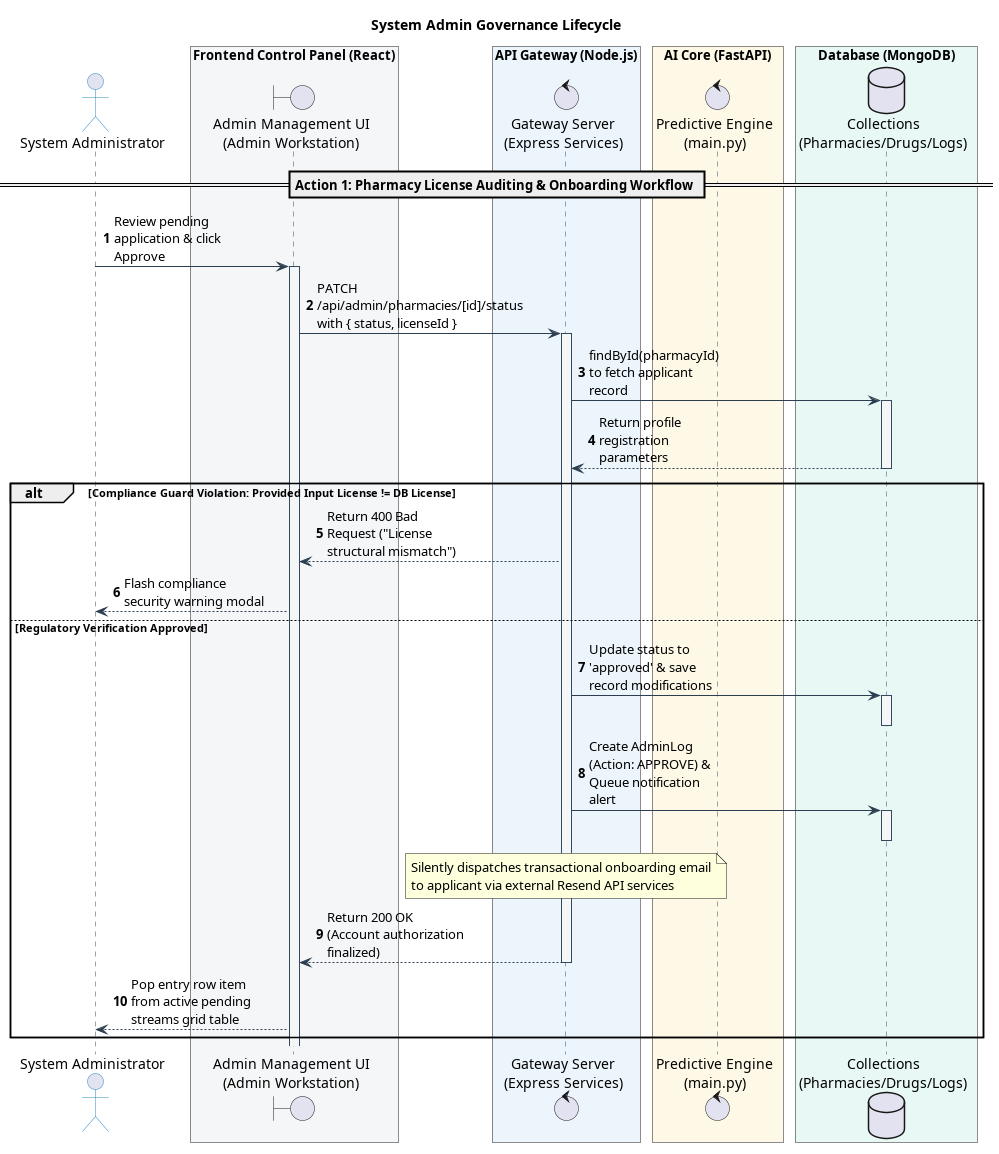 System Admin Governance Lifecycle
Frontend Control Panel (React)
API Gateway (Node.js)
AI Core (FastAPI)
Database (MongoDB)
System Administrator
Admin Management UI
(Admin Workstation)
Gateway Server
(Express Services)
Predictive Engine
(main.py)
Collections
(Pharmacies/Drugs/Logs)
Action 1: Pharmacy License Auditing & Onboarding Workflow
Review pending
1 application & click
Approve
PATCH
2 /api/admin/pharmacies/[id]/status
with { status, licenseId }
findById(pharmacyId)
3 to fetch applicant
record
Return profile
4 registration
parameters
alt [Compliance Guard Violation: Provided Input License != DB License]
Return 400 Bad
5 Request ("License
structural mismatch")
6 Flash compliance
security warning modal
[Regulatory Verification Approved]
Update status to
7 'approved' & save
record modifications
Create AdminLog
(Action: APPROVE) &
8 Queue notification
alert
Silently dispatches transactional onboarding email
to applicant via external Resend API services
Return 200 OK
9 (Account authorization
finalized)
Pop entry row item
10 from active pending
streams grid table
System Administrator
Admin Management UI
(Admin Workstation)
Gateway Server
(Express Services)
Predictive Engine
(main.py)
Collections
(Pharmacies/Drugs/Logs)